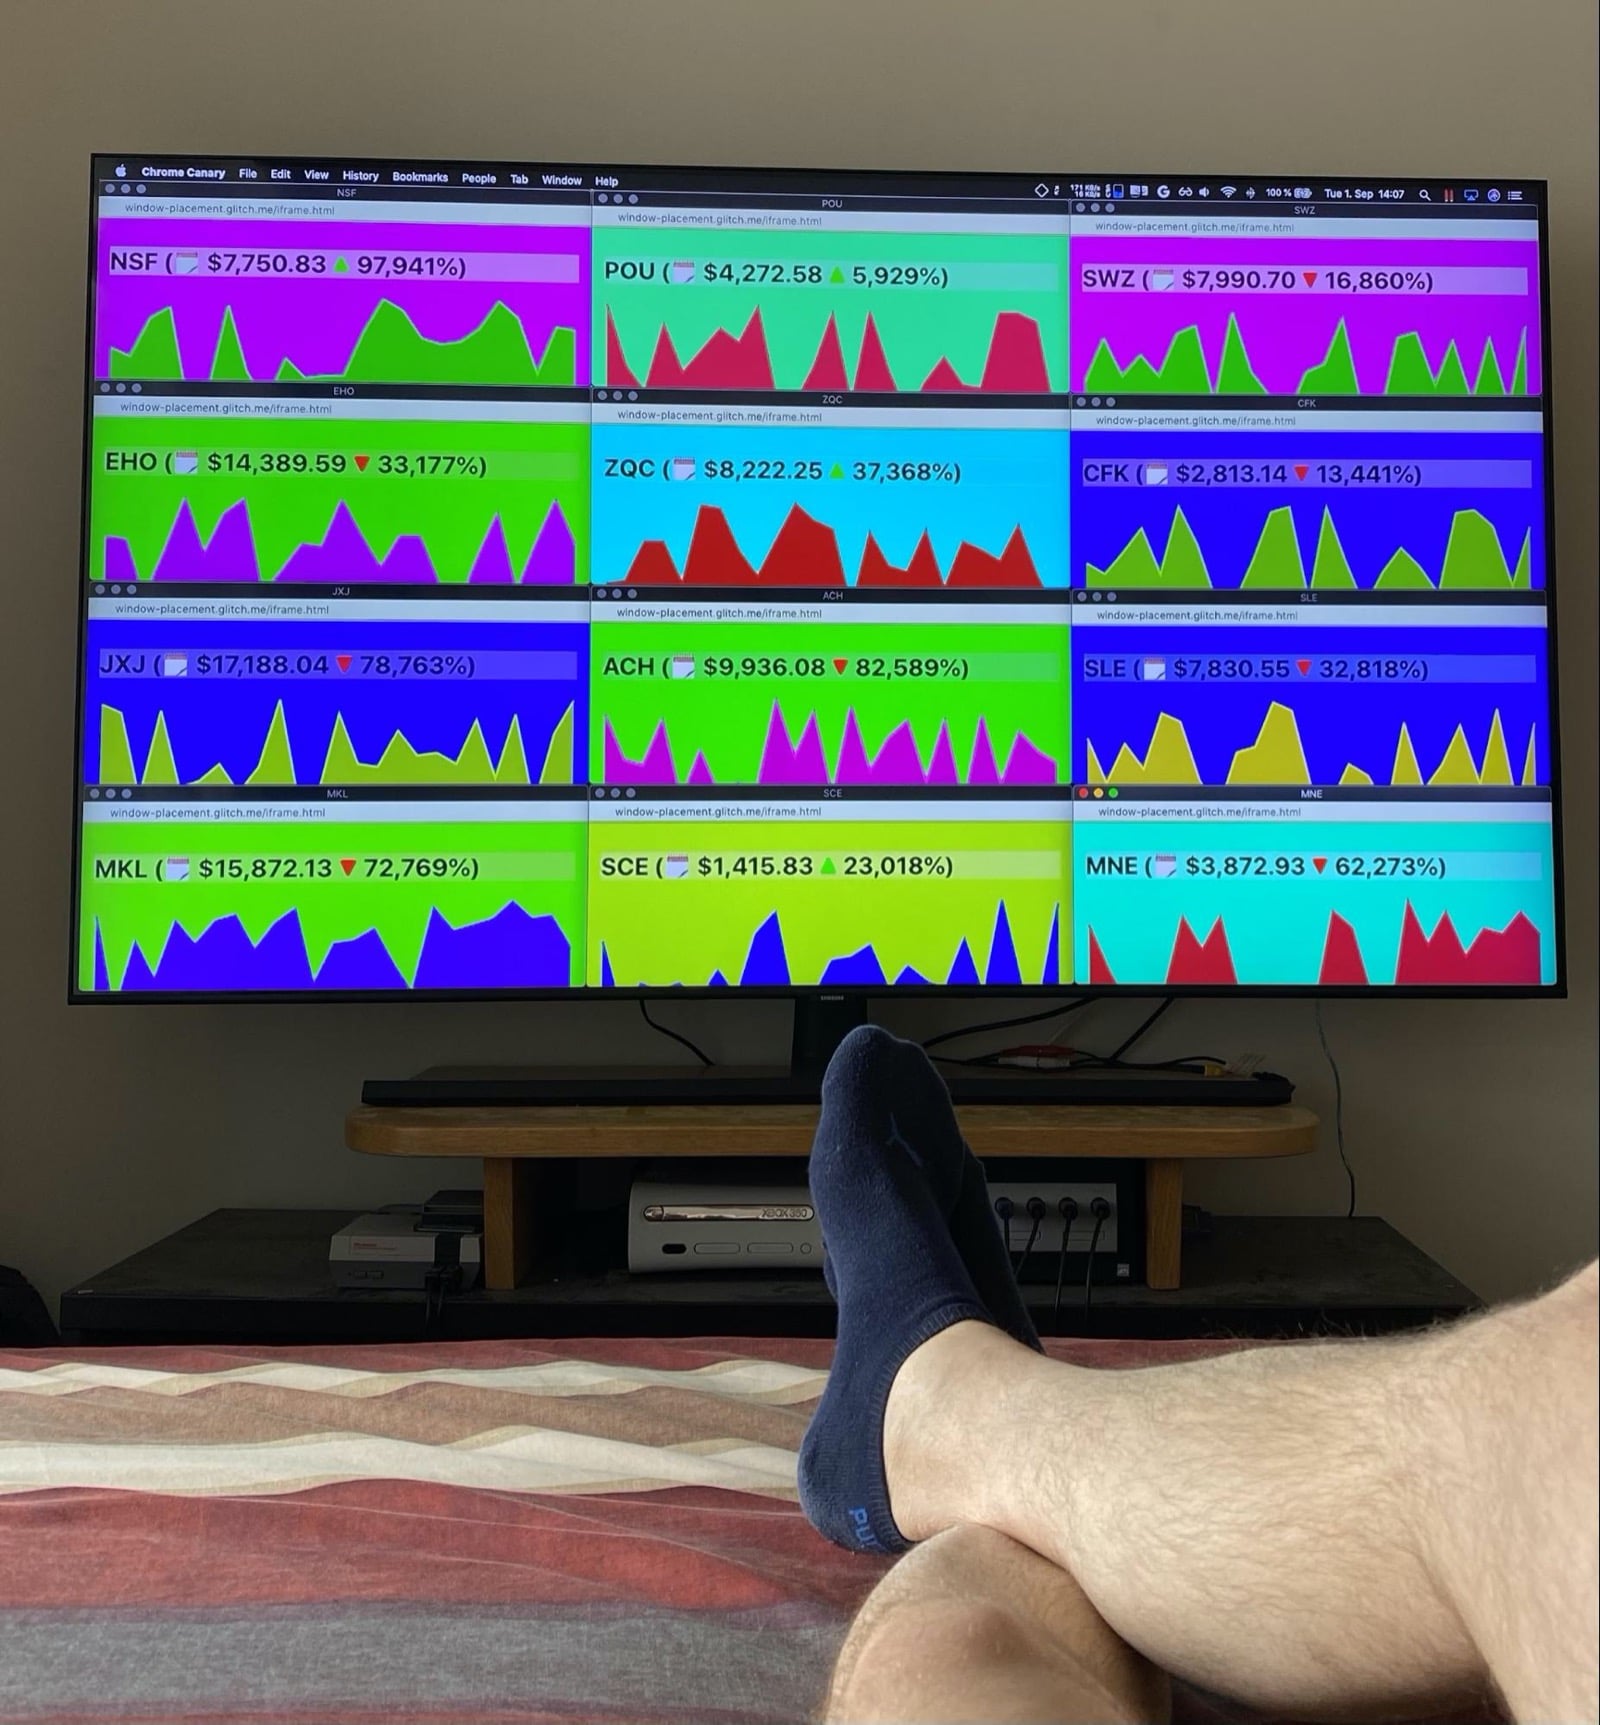 Chrome Canary File Edit View History Bookmarks People Tab Window Help
100 % Tue 1. Sep 14:07
NSF POU SWZ
window-placement.glitch.me/iframe.html window-placement.glitch.me/iframe.html window-placement.glitch.me/iframe.html
NSF ( $7,750.83 ▲ 97,941%) POU ( $4,272.58 ▲ 5,929%) SWZ ( $7,990.70 ▼ 16,860%)
EHO ZQC CFK
window-placement.glitch.me/iframe.html window-placement.glitch.me/iframe.html window-placement.glitch.me/iframe.html
EHO ( $14,389.59 ▼ 33,177%) ZQC ( $8,222.25 ▲ 37,368%) CFK ( $2,813.14 ▼ 13,441%)
JXJ ACH SLE
window-placement.glitch.me/iframe.html window-placement.glitch.me/iframe.html window-placement.glitch.me/iframe.html
JXJ ( $17,188.04 ▼ 78,763%) ACH ( $9,936.08 ▼ 82,589%) SLE ( $7,830.55 ▼ 32,818%)
MKL SCE MNE
window-placement.glitch.me/iframe.html window-placement.glitch.me/iframe.html window-placement.glitch.me/iframe.html
MKL ( $15,872.13 ▼ 72,769%) SCE ( $1,415.83 ▲ 23,018%) MNE ( $3,872.93 ▼ 62,273%)
SAMSUNG
XBOX 360
pu